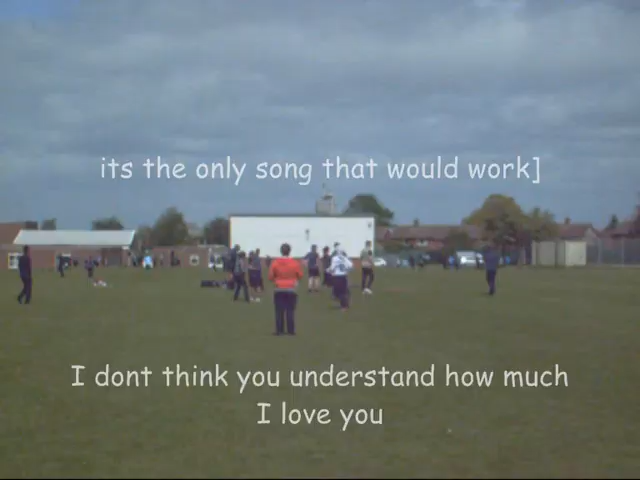 its the only song that would work]
I dont think you understand how much
I love you